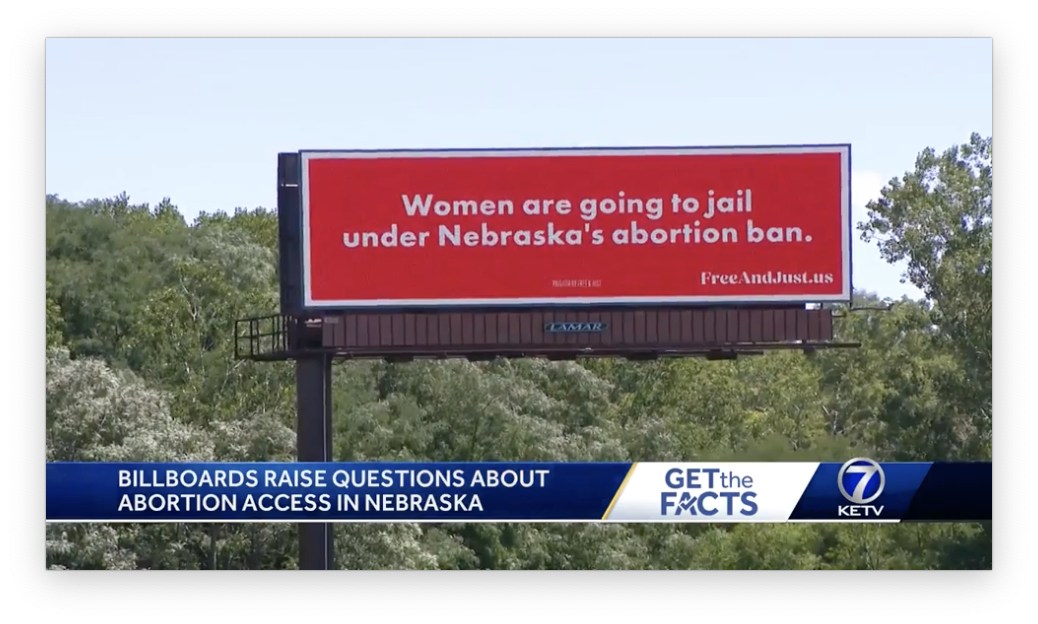 Women are going to jail
under Nebraska's abortion ban.
FreeAndJust.us
LAMAR
BILLBOARDS RAISE QUESTIONS ABOUT
ABORTION ACCESS IN NEBRASKA
GET the
FACTS
7
KETV